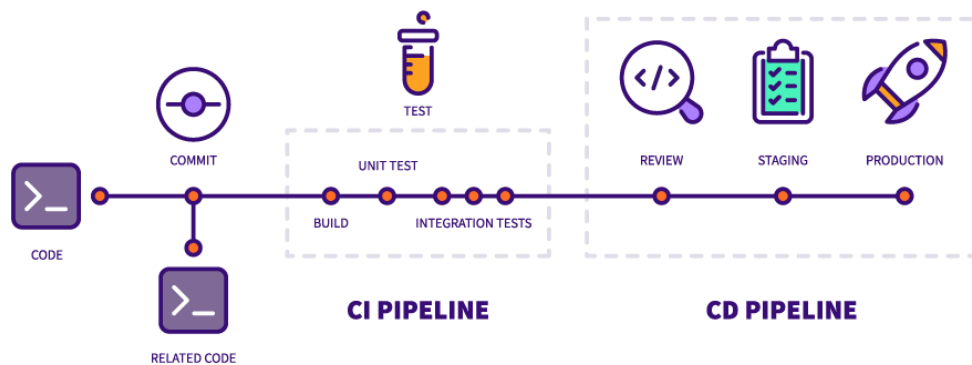 TEST
COMMIT
UNIT TEST
REVIEW
STAGING
PRODUCTION
BUILD
INTEGRATION TESTS
CODE
RELATED CODE
CI PIPELINE
CD PIPELINE